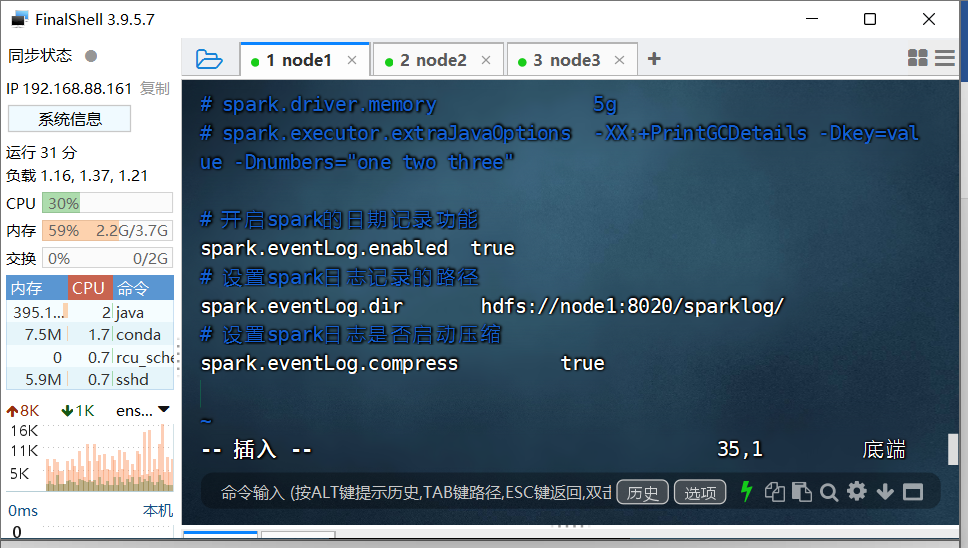 FinalShell 3.9.5.7
同步状态
IP 192.168.88.161 复制
系统信息
运行 31 分
负载 1.16, 1.37, 1.21
CPU 30%
内存 59% 2.2G/3.7G
交换 0% 0/2G
内存 CPU 命令
395.1... 2 java
7.5M 1.7 conda
0 0.7 rcu_sche
5.9M 0.7 sshd
8K 1K ens...
16K
11K
5K
0ms 本机
0
1 node1
2 node2
3 node3
# spark.driver.memory 5g
# spark.executor.extraJavaOptions -XX:+PrintGCDetails -Dkey=val
ue -Dnumbers="one two three"
# 开启spark的日期记录功能
spark.eventLog.enabled true
# 设置spark日志记录的路径
spark.eventLog.dir hdfs://node1:8020/sparklog/
# 设置spark日志是否启动压缩
spark.eventLog.compress true
~
-- 插入 -- 35,1 底端
命令输入 (按ALT键提示历史,TAB键路径,ESC键返回,双击 历史 选项